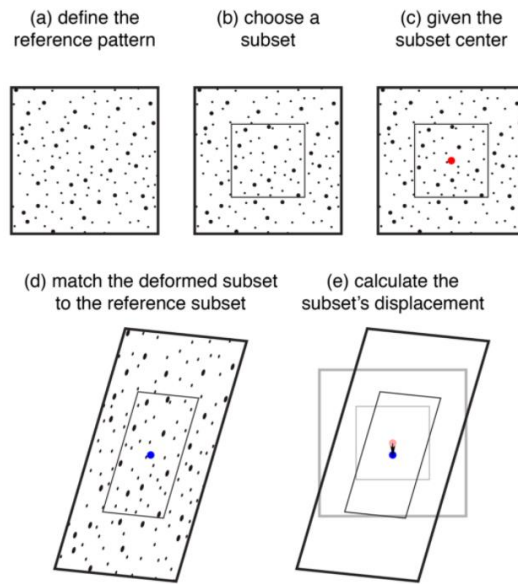 (a) define the
reference pattern
(b) choose a
subset
(c) given the
subset center
(d) match the deformed subset
to the reference subset
(e) calculate the
subset's displacement